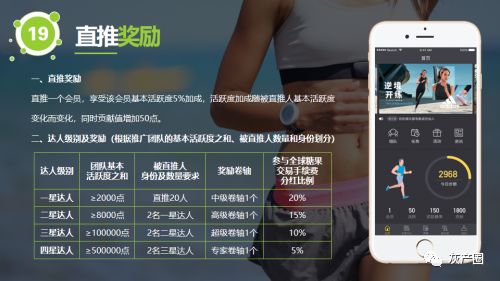 19
直推奖励
一、直推奖励
直推一个会员，享受该会员基本活跃度5%加成，活跃度加成随被直推人基本活跃度
变化而变化，同时贡献值增加50点。
二、达人级别及奖励（根据推广团队的基本活跃度之和、被直推人数量和身份划分）
达人级别 团队基本活跃度之和 被直推人身份及数量要求 奖励卷轴 参与全球糖果交易手续费分红比例
一星达人 ≥2000点 直推20人 中级卷轴1个 20%
二星达人 ≥8000点 2名一星达人 高级卷轴1个 15%
三星达人 ≥100000点 2名二星达人 超级卷轴1个 10%
四星达人 ≥500000点 2名三星达人 专家卷轴1个 5%
首页
逆境
开练
2968
今日步数
1 50 150 1800
灰产圈